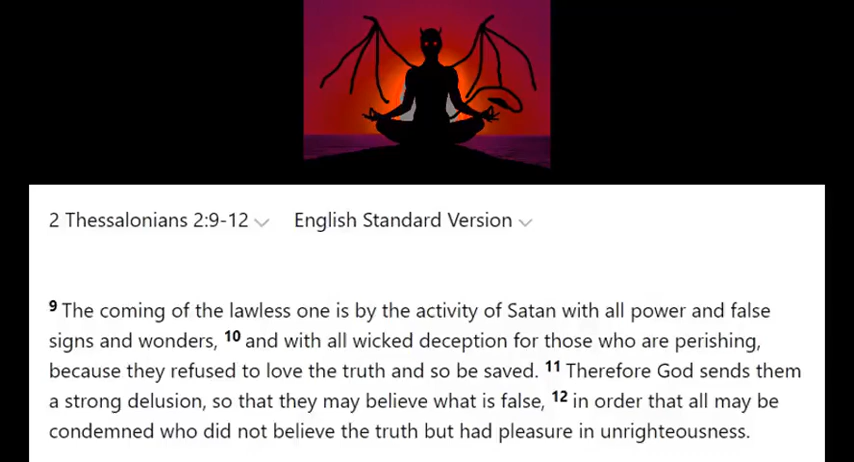 2 Thessalonians 2:9-12 English Standard Version
9 The coming of the lawless one is by the activity of Satan with all power and false
signs and wonders, 10 and with all wicked deception for those who are perishing,
because they refused to love the truth and so be saved. 11 Therefore God sends them
a strong delusion, so that they may believe what is false, 12 in order that all may be
condemned who did not believe the truth but had pleasure in unrighteousness.